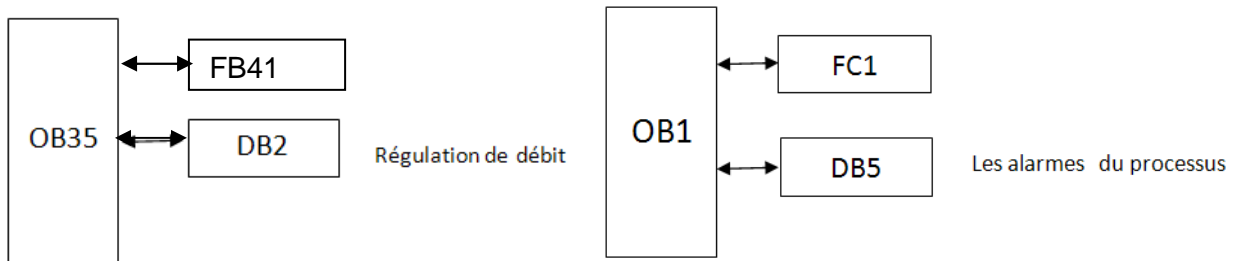 FB41
OB35
DB2
Régulation de débit
FC1
OB1
DB5
Les alarmes du processus